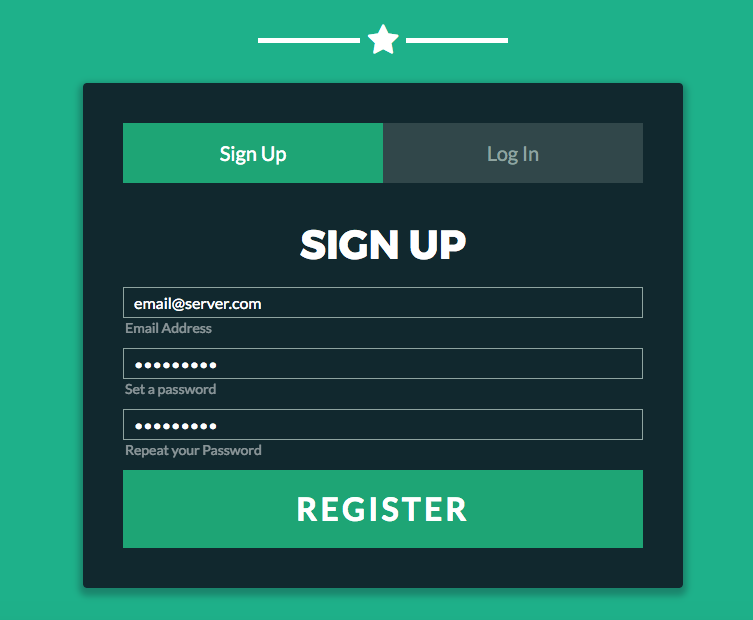 Sign Up
Log In
SIGN UP
email@server.com
Email Address
•••••••••
Set a password
•••••••••
Repeat your Password
REGISTER